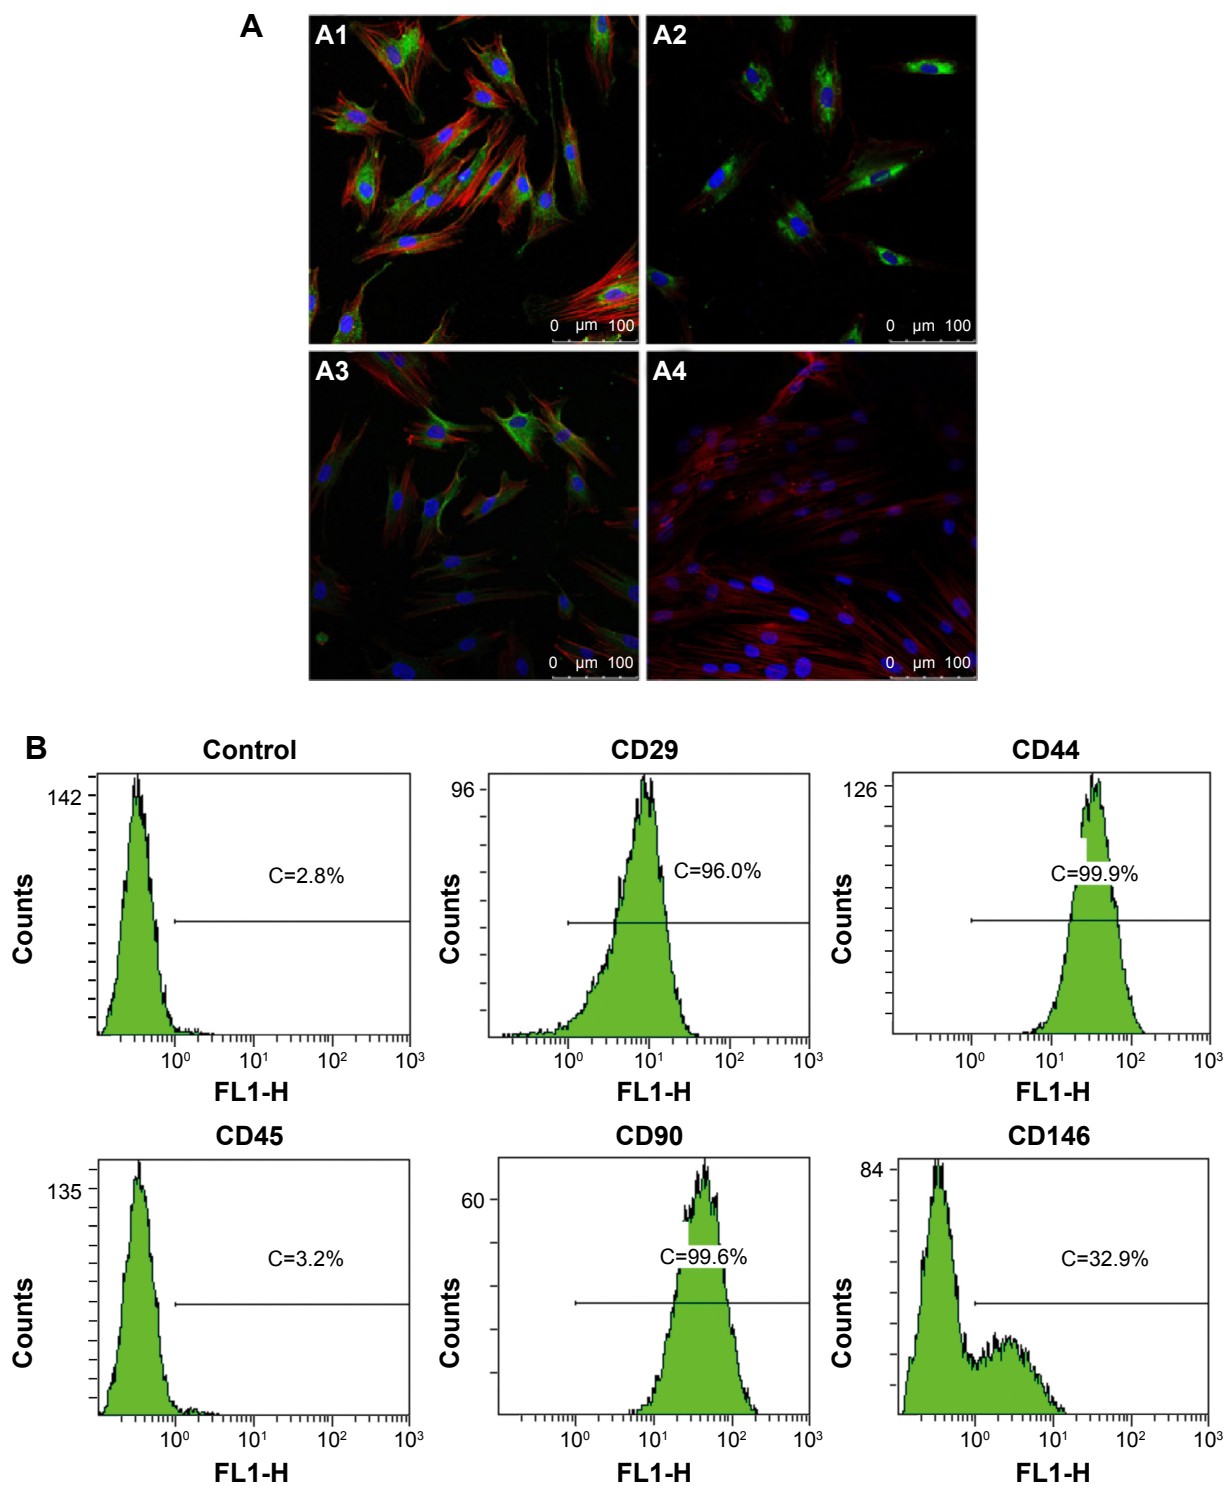 A
A1
A2
0 µm 100
0 µm 100
A3
A4
0 µm 100
0 µm 100
B
Control
CD29
CD44
142
96
126
C=2.8%
C=96.0%
C=99.9%
Counts
Counts
Counts
10⁰ 10¹ 10² 10³
10⁰ 10¹ 10² 10³
10⁰ 10¹ 10² 10³
FL1-H
FL1-H
FL1-H
CD45
CD90
CD146
135
60
84
C=3.2%
C=99.6%
C=32.9%
Counts
Counts
Counts
10⁰ 10¹ 10² 10³
10⁰ 10¹ 10² 10³
10⁰ 10¹ 10² 10³
FL1-H
FL1-H
FL1-H